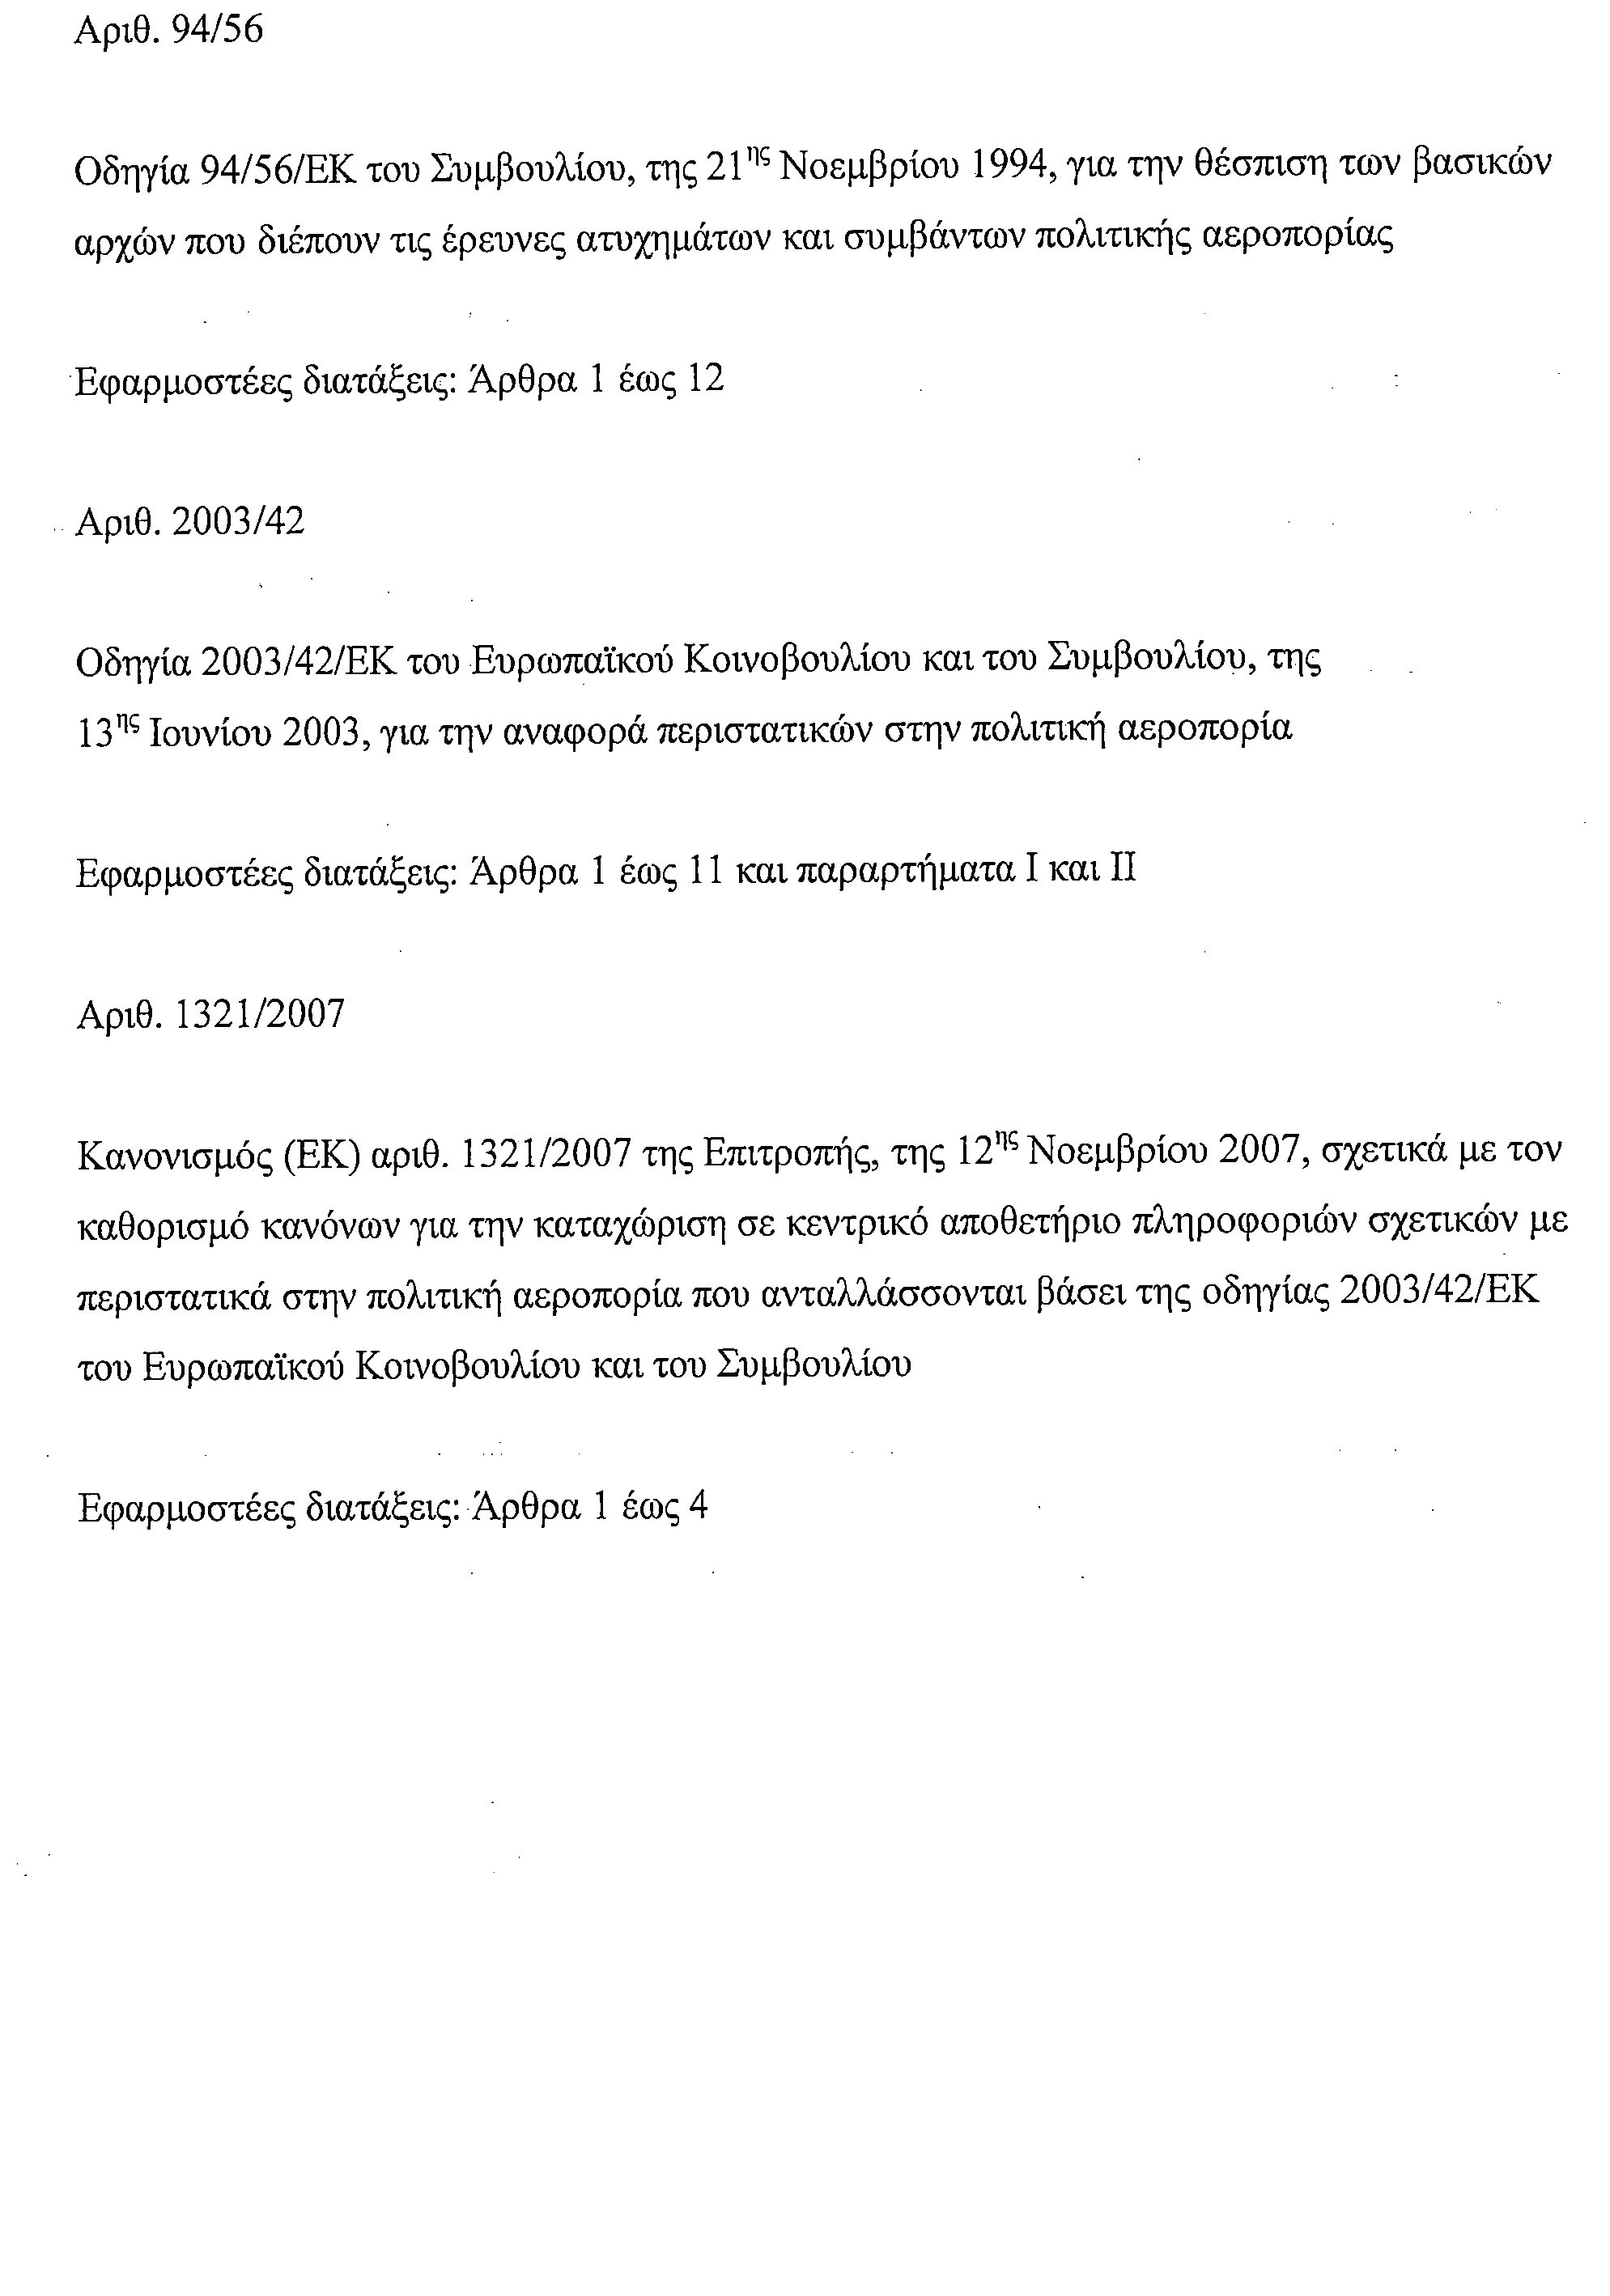 Αριθ. 94/56
Οδηγία 94/56/ΕΚ του Συμβουλίου, της 21ης Νοεμβρίου 1994, για την θέσπιση των βασικών
αρχών που διέπουν τις έρευνες ατυχημάτων και συμβάντων πολιτικής αεροπορίας
Εφαρμοστέες διατάξεις: Άρθρα 1 έως 12
Αριθ. 2003/42
Οδηγία 2003/42/ΕΚ του Ευρωπαϊκού Κοινοβουλίου και του Συμβουλίου, της
13ης Ιουνίου 2003, για την αναφορά περιστατικών στην πολιτική αεροπορία
Εφαρμοστέες διατάξεις: Άρθρα 1 έως 11 και παραρτήματα Ι και ΙΙ
Αριθ. 1321/2007
Κανονισμός (ΕΚ) αριθ. 1321/2007 της Επιτροπής, της 12ης Νοεμβρίου 2007, σχετικά με τον
καθορισμό κανόνων για την καταχώριση σε κεντρικό αποθετήριο πληροφοριών σχετικών με
περιστατικά στην πολιτική αεροπορία που ανταλλάσσονται βάσει της οδηγίας 2003/42/ΕΚ
του Ευρωπαϊκού Κοινοβουλίου και του Συμβουλίου
Εφαρμοστέες διατάξεις: Άρθρα 1 έως 4